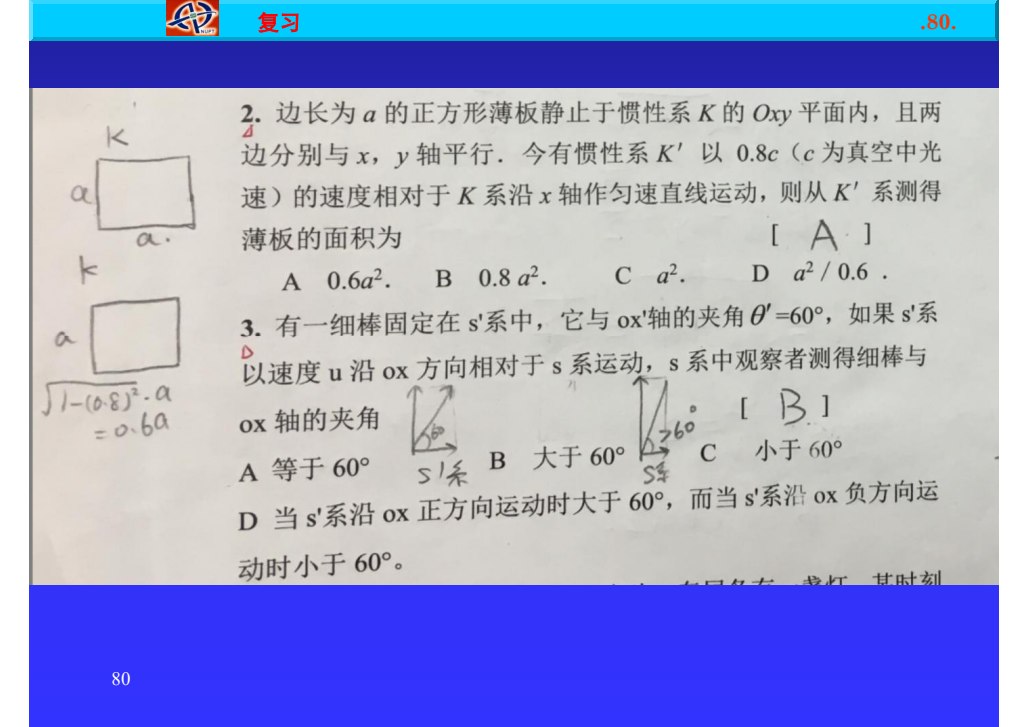 NUPT
复习
.80.
K
a
a.
k
a
√1-(0.8)²·a
=0.6a
2. 边长为 a 的正方形薄板静止于惯性系 K 的 Oxy 平面内，且两
边分别与 x，y 轴平行．今有惯性系 K′ 以 0.8c（c 为真空中光
速）的速度相对于 K 系沿 x 轴作匀速直线运动，则从 K′ 系测得
薄板的面积为 [ A ]
A 0.6a². B 0.8 a². C a². D a² / 0.6 .
3. 有一细棒固定在 s'系中，它与 ox'轴的夹角θ′=60°，如果 s'系
以速度 u 沿 ox 方向相对于 s 系运动，s 系中观察者测得细棒与
ox 轴的夹角 [ B ]
60
S'系
>60°
S系
A 等于 60° B 大于 60° C 小于 60°
D 当 s'系沿 ox 正方向运动时大于 60°，而当 s'系沿 ox 负方向运
动时小于 60°。
80